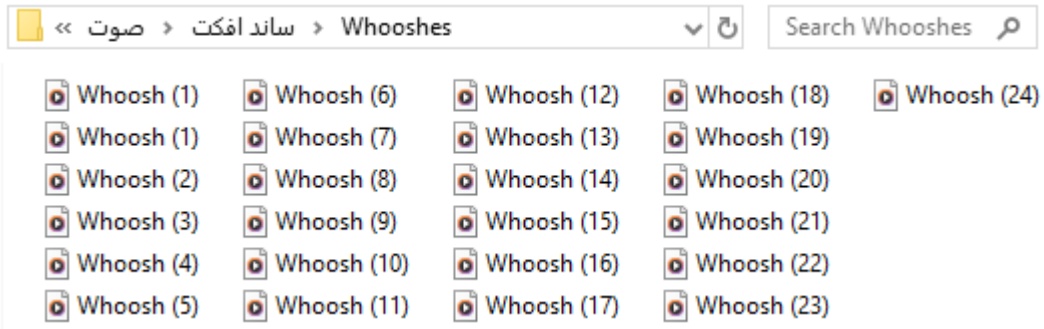 « صوت › ساند افکت › Whooshes
Search Whooshes
Whoosh (1)
Whoosh (1)
Whoosh (2)
Whoosh (3)
Whoosh (4)
Whoosh (5)
Whoosh (6)
Whoosh (7)
Whoosh (8)
Whoosh (9)
Whoosh (10)
Whoosh (11)
Whoosh (12)
Whoosh (13)
Whoosh (14)
Whoosh (15)
Whoosh (16)
Whoosh (17)
Whoosh (18)
Whoosh (19)
Whoosh (20)
Whoosh (21)
Whoosh (22)
Whoosh (23)
Whoosh (24)